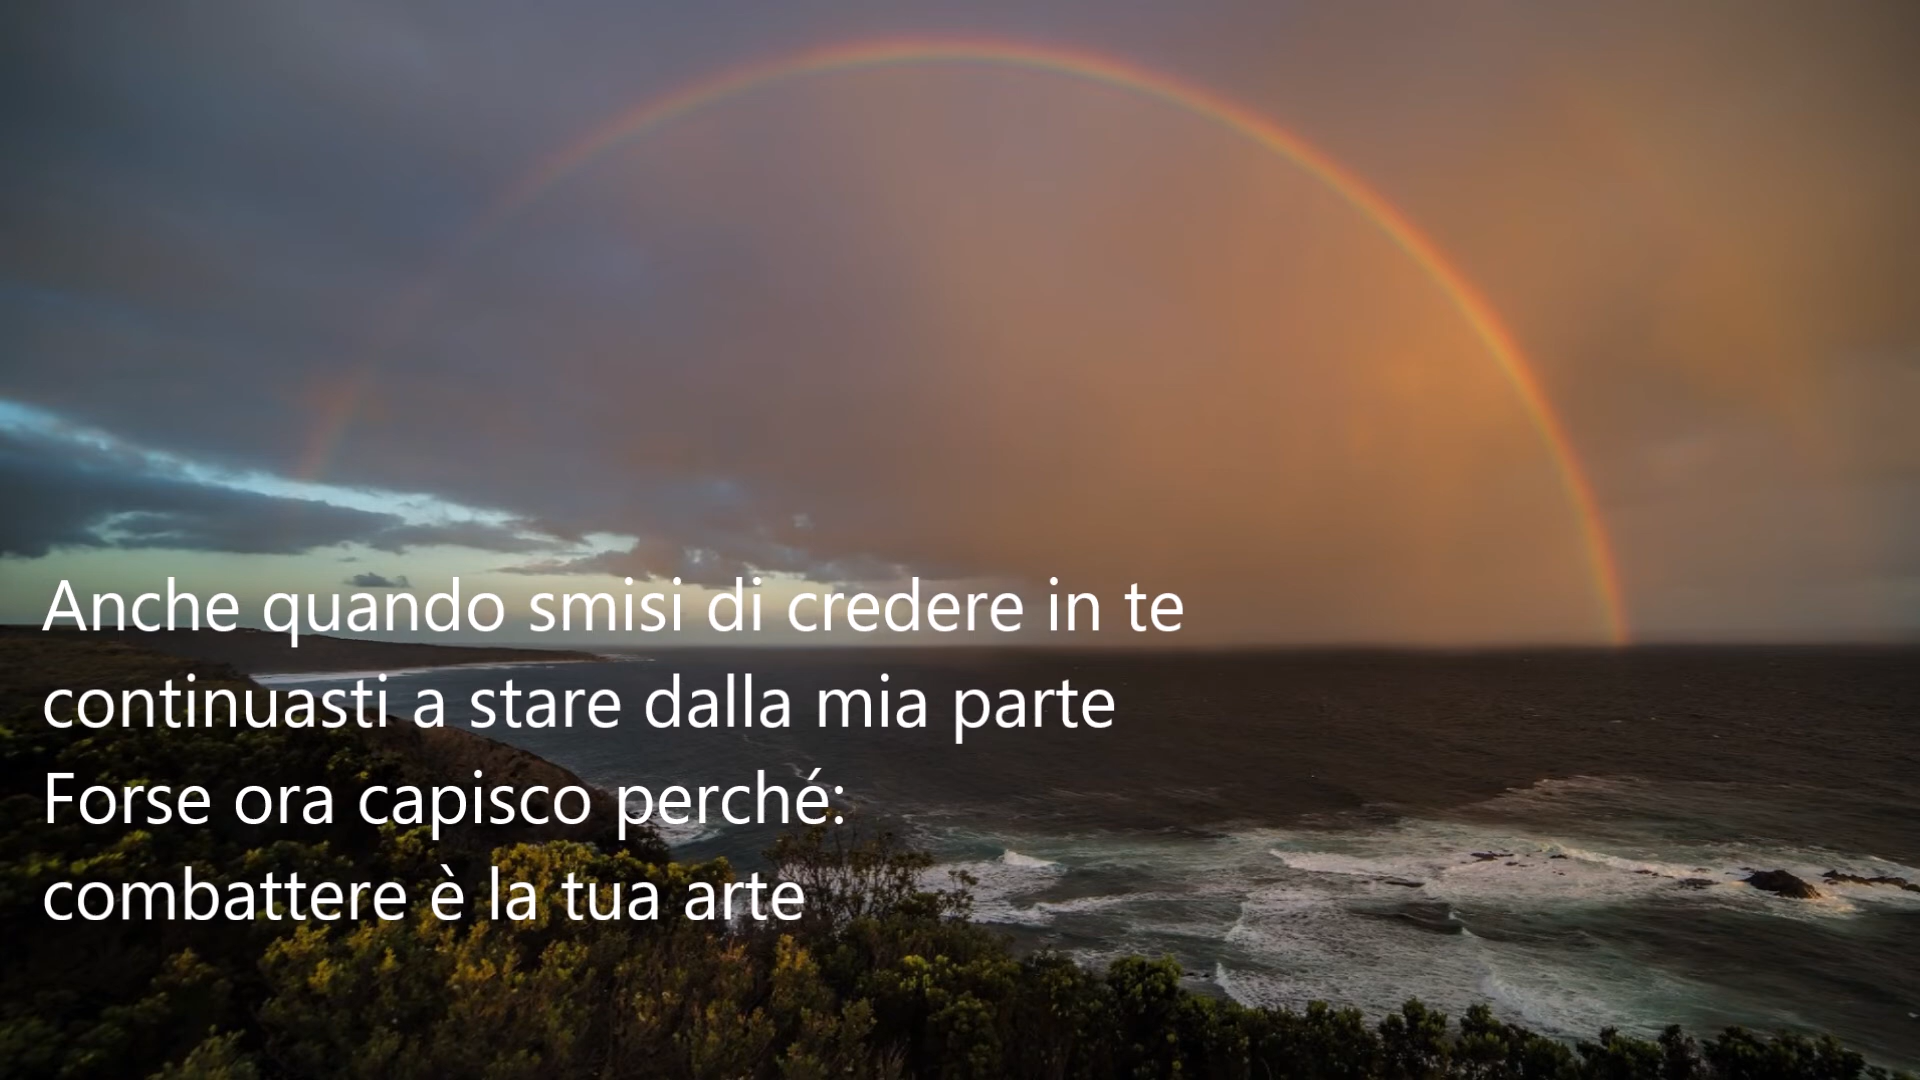 Anche quando smisi di credere in te
continuasti a stare dalla mia parte
Forse ora capisco perché:
combattere è la tua arte